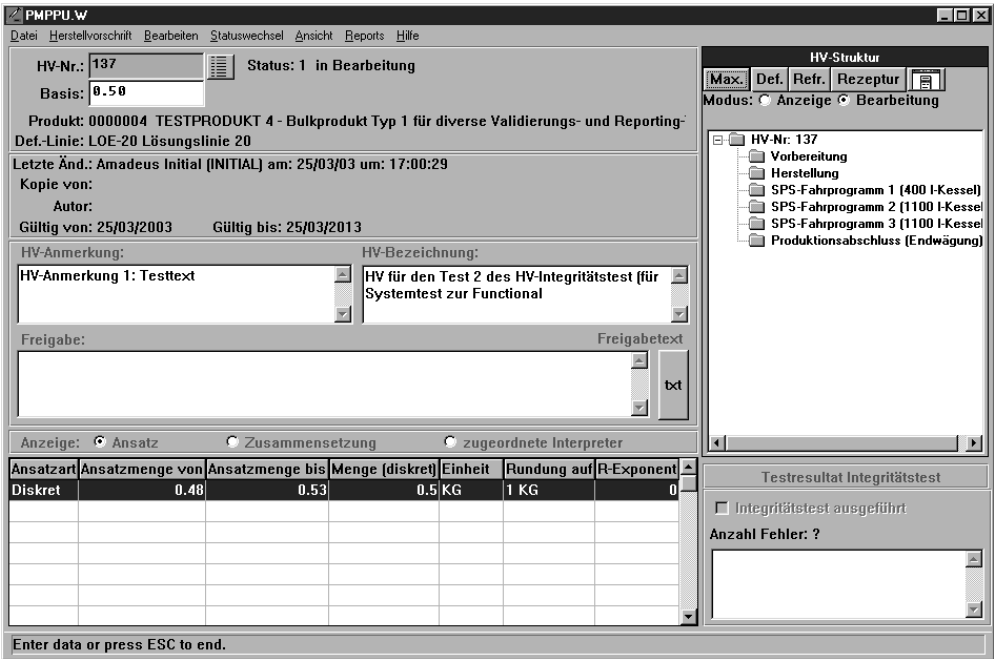 PMPPU.W
Datei Herstellvorschrift Bearbeiten Statuswechsel Ansicht Reports Hilfe
HV-Nr.: 137 Status: 1 in Bearbeitung
Basis: 0.50
Produkt: 0000004 TESTPRODUKT 4 - Bulkprodukt Typ 1 für diverse Validierungs- und Reporting-
Def.-Linie: LOE-20 Lösungslinie 20
Letzte Änd.: Amadeus Initial (INITIAL) am: 25/03/03 um: 17:00:29
Kopie von:
Autor:
Gültig von: 25/03/2003 Gültig bis: 25/03/2013
HV-Anmerkung: HV-Bezeichnung:
HV-Anmerkung 1: Testtext
HV für den Test 2 des HV-Integritätstest (für
Systemtest zur Functional
Freigabe: Freigabetext
txt
Anzeige: Ansatz Zusammensetzung zugeordnete Interpreter
Ansatzart Ansatzmenge von Ansatzmenge bis Menge (diskret) Einheit Rundung auf R-Exponent
Diskret 0.48 0.53 0.5 KG 1 KG 0
HV-Struktur
Max. Def. Refr. Rezeptur
Modus: Anzeige Bearbeitung
HV-Nr: 137
Vorbereitung
Herstellung
SPS-Fahrprogramm 1 (400 l-Kessel)
SPS-Fahrprogramm 2 (1100 l-Kessel
SPS-Fahrprogramm 3 (1100 l-Kessel
Produktionsabschluss (Endwägung)
Testresultat Integritätstest
Integritätstest ausgeführt
Anzahl Fehler: ?
Enter data or press ESC to end.